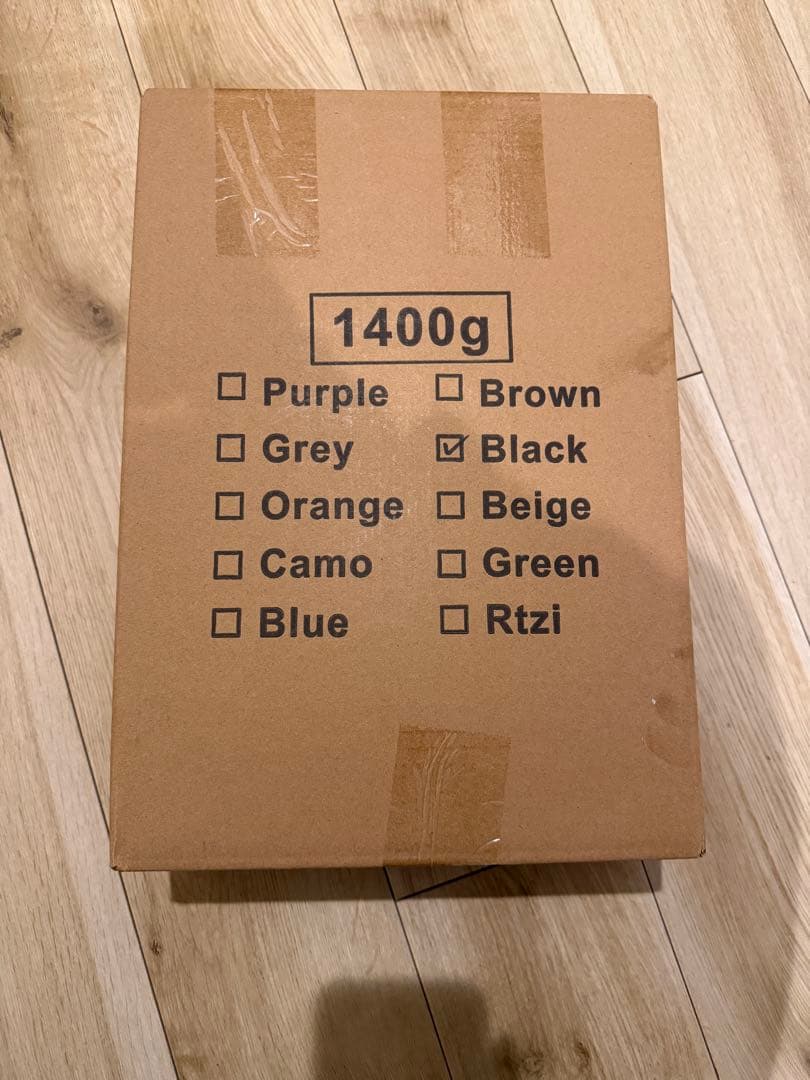 1400g
☐ Purple ☐ Brown
☐ Grey ☑ Black
☐ Orange ☐ Beige
☐ Camo ☐ Green
☐ Blue ☐ Rtzi